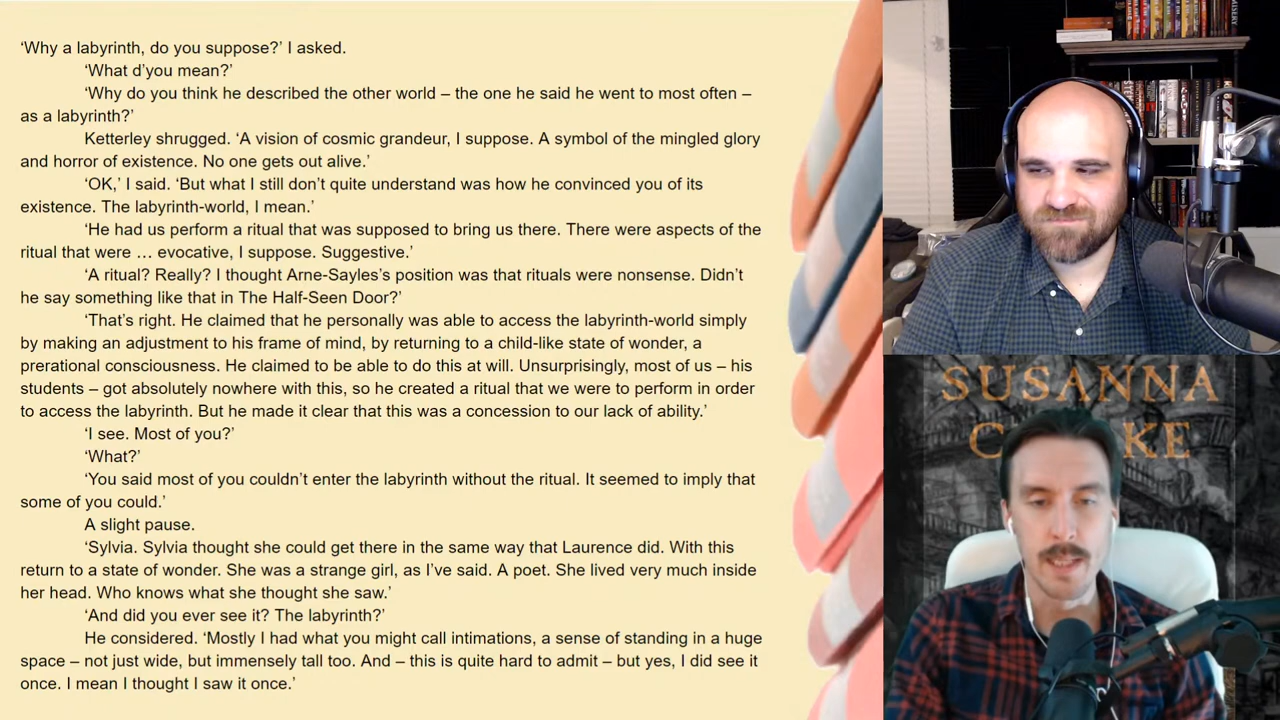 ‘Why a labyrinth, do you suppose?’ I asked.
‘What d’you mean?’
‘Why do you think he described the other world – the one he said he went to most often –
as a labyrinth?’
Ketterley shrugged. ‘A vision of cosmic grandeur, I suppose. A symbol of the mingled glory
and horror of existence. No one gets out alive.’
‘OK,’ I said. ‘But what I still don’t quite understand was how he convinced you of its
existence. The labyrinth-world, I mean.’
‘He had us perform a ritual that was supposed to bring us there. There were aspects of the
ritual that were … evocative, I suppose. Suggestive.’
‘A ritual? Really? I thought Arne-Sayles’s position was that rituals were nonsense. Didn’t
he say something like that in The Half-Seen Door?’
‘That’s right. He claimed that he personally was able to access the labyrinth-world simply
by making an adjustment to his frame of mind, by returning to a child-like state of wonder, a
prerational consciousness. He claimed to be able to do this at will. Unsurprisingly, most of us – his
students – got absolutely nowhere with this, so he created a ritual that we were to perform in order
to access the labyrinth. But he made it clear that this was a concession to our lack of ability.’
‘I see. Most of you?’
‘What?’
‘You said most of you couldn’t enter the labyrinth without the ritual. It seemed to imply that
some of you could.’
A slight pause.
‘Sylvia. Sylvia thought she could get there in the same way that Laurence did. With this
return to a state of wonder. She was a strange girl, as I’ve said. A poet. She lived very much inside
her head. Who knows what she thought she saw.’
‘And did you ever see it? The labyrinth?’
He considered. ‘Mostly I had what you might call intimations, a sense of standing in a huge
space – not just wide, but immensely tall too. And – this is quite hard to admit – but yes, I did see it
once. I mean I thought I saw it once.’
SUSANNA
C KE